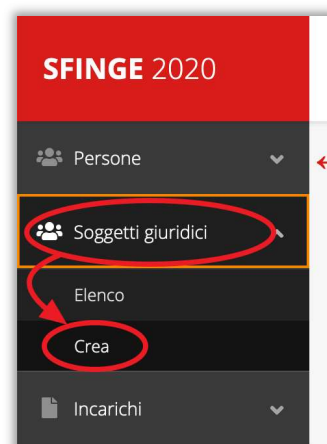 SFINGE 2020
Persone
Soggetti giuridici
Elenco
Crea
Incarichi